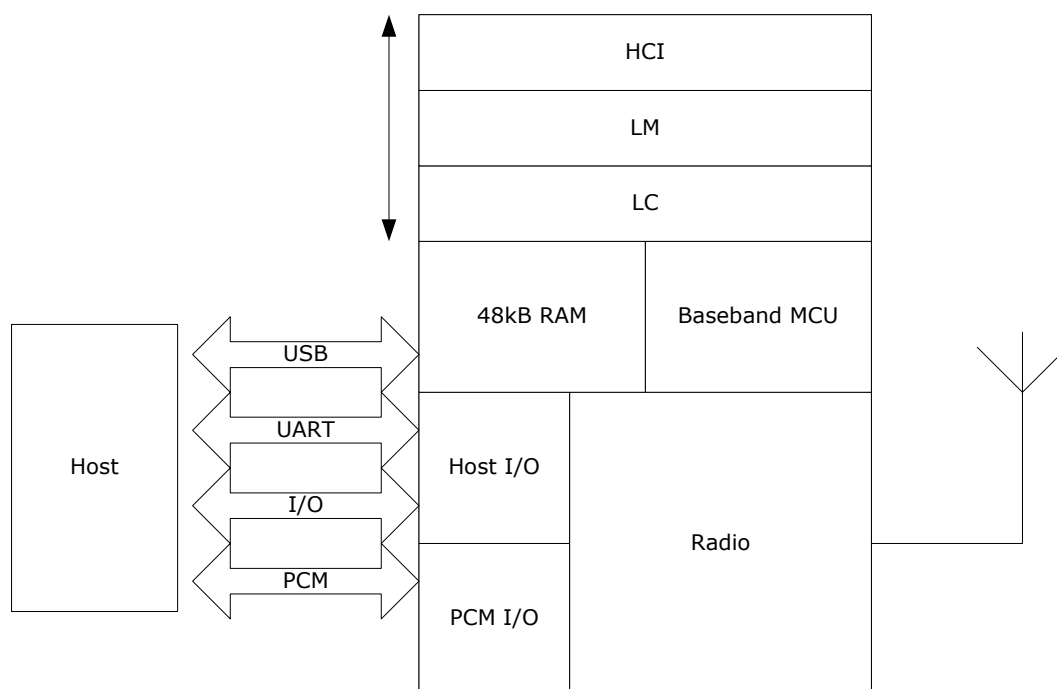 HCI
LM
LC
48kB RAM
Baseband MCU
USB
UART
Host
Host I/O
I/O
Radio
PCM
PCM I/O